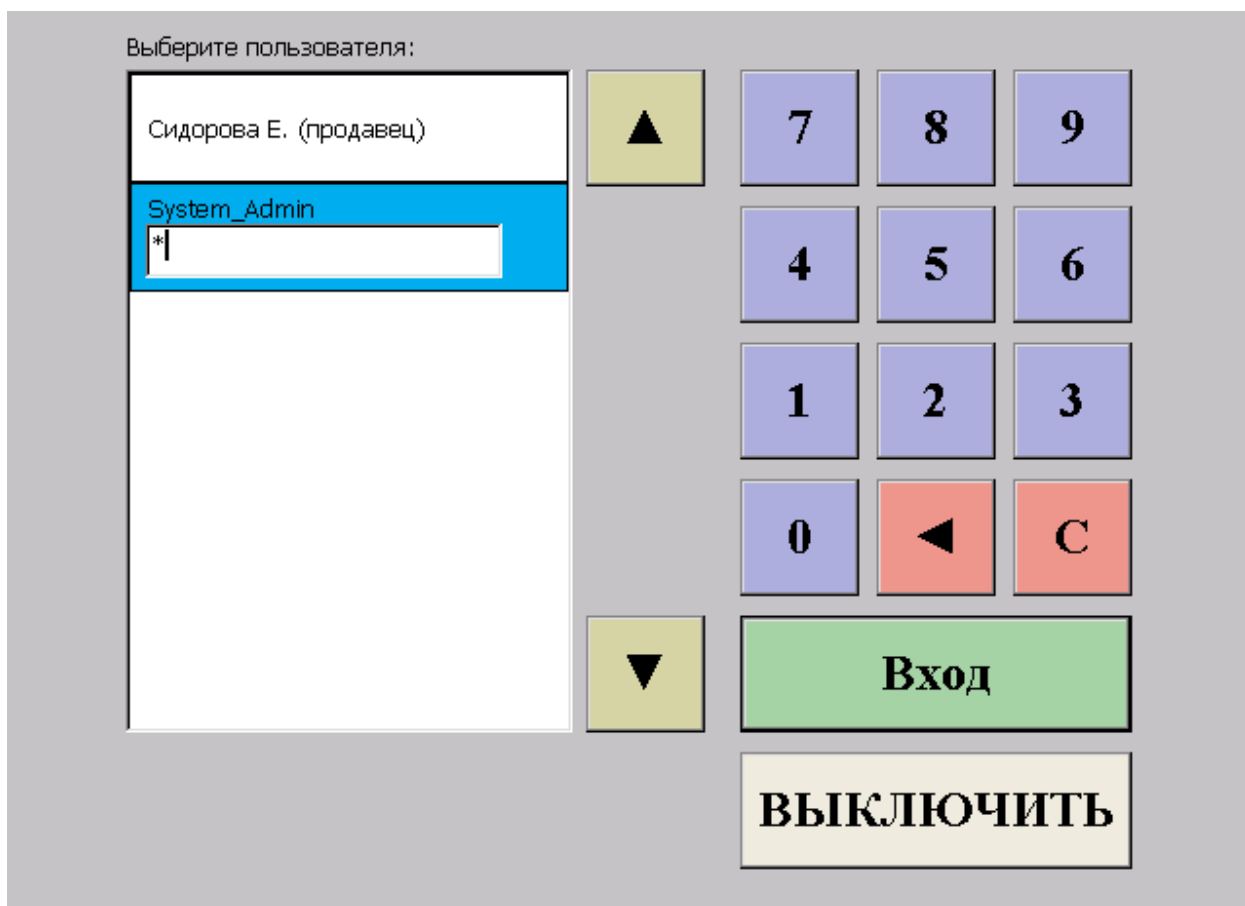 Выберите пользователя:
Сидорова Е. (продавец)
System_Admin
*
7 8 9
4 5 6
1 2 3
0 ◄ C
Вход
ВЫКЛЮЧИТЬ